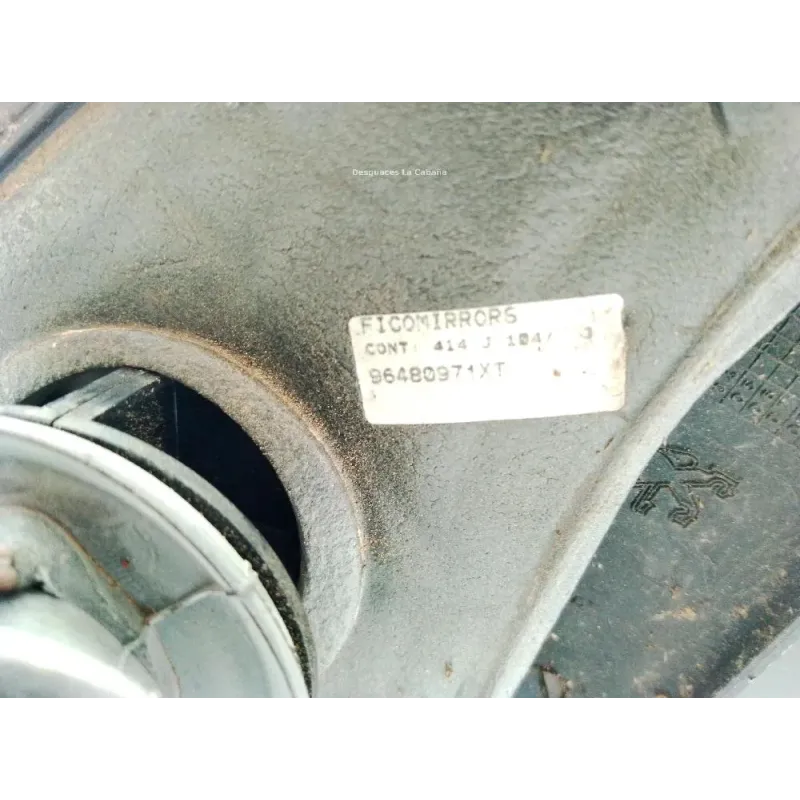 Desguaces La Cabaña
FICOMIRRORS
CONT: 414 J 104/
96480971XT